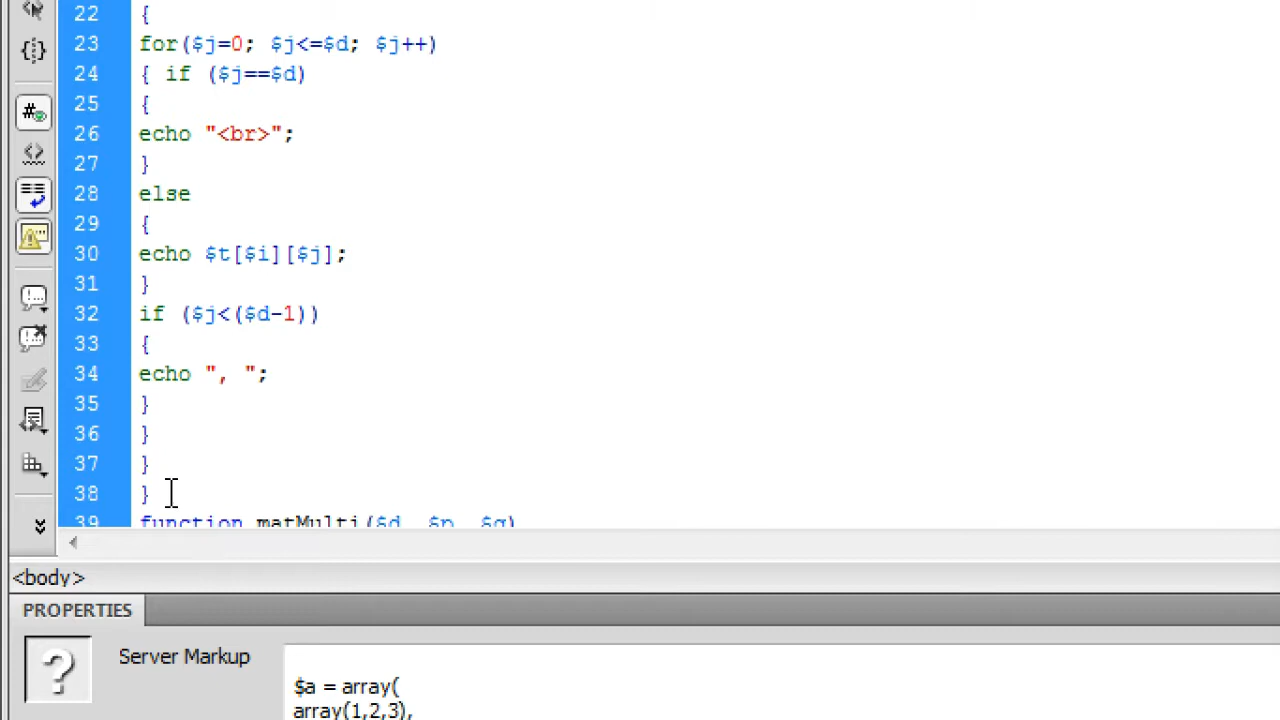 22 {
23 for($j=0; $j<=$d; $j++)
24 { if ($j==$d)
25 {
26 echo "<br>";
27 }
28 else
29 {
30 echo $t[$i][$j];
31 }
32 if ($j<($d-1))
33 {
34 echo ", ";
35 }
36 }
37 }
38 }
39 function matMulti($d, $p, $q)
<body>
PROPERTIES
Server Markup
$a = array(
array(1,2,3),